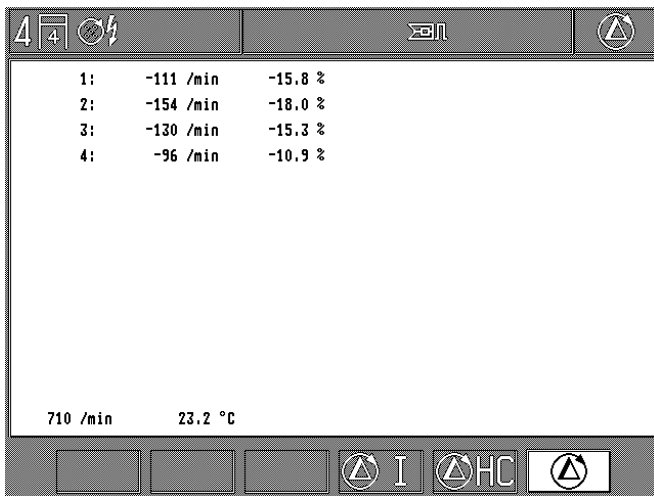 4 4
1: -111 /min -15.8 %
2: -154 /min -18.0 %
3: -130 /min -15.3 %
4: -96 /min -10.9 %
710 /min 23.2 °C
I HC